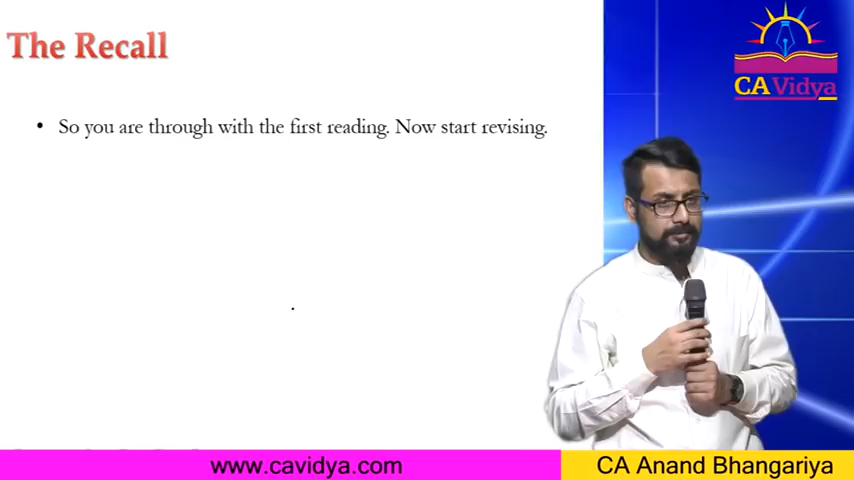 The Recall
CA Vidya
• So you are through with the first reading. Now start revising.
www.cavidya.com
CA Anand Bhangariya